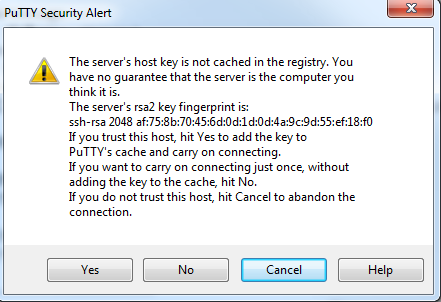 PuTTY Security Alert
The server's host key is not cached in the registry. You
have no guarantee that the server is the computer you
think it is.
The server's rsa2 key fingerprint is:
ssh-rsa 2048 af:75:8b:70:45:6d:0d:1d:0d:4a:9c:9d:55:ef:18:f0
If you trust this host, hit Yes to add the key to
PuTTY's cache and carry on connecting.
If you want to carry on connecting just once, without
adding the key to the cache, hit No.
If you do not trust this host, hit Cancel to abandon the
connection.
Yes No Cancel Help